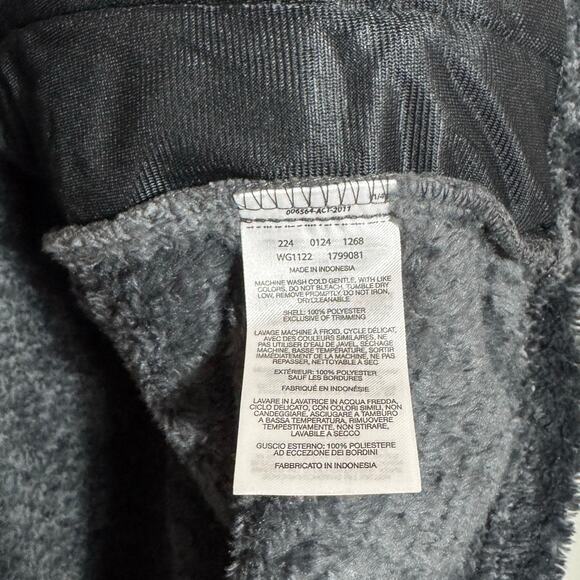 1/4
006564-ACT-2017
224 0124 1268
WG1122 1799081
MADE IN INDONESIA
MACHINE WASH COLD GENTLE, WITH LIKE
COLORS, DO NOT BLEACH, TUMBLE DRY
LOW, REMOVE PROMPTLY, DO NOT IRON,
DRYCLEANABLE
SHELL: 100% POLYESTER
EXCLUSIVE OF TRIMMING
LAVAGE MACHINE À FROID, CYCLE DÉLICAT,
AVEC DES COULEURS SIMILAIRES, NE
PAS UTILISER D'EAU DE JAVEL, SÉCHAGE
MACHINE, BASSE TEMPÉRATURE, SORTIR
IMMÉDIATEMENT DE LA MACHINE, NE PAS
REPASSER, NETTOYABLE À SEC
EXTÉRIEUR: 100% POLYESTER
SAUF LES BORDURES
FABRIQUÉ EN INDONÉSIE
LAVARE IN LAVATRICE IN ACQUA FREDDA,
CICLO DELICATO, CON COLORI SIMILI, NON
CANDEGGIARE, ASCIUGARE A TAMBURO
A BASSA TEMPERATURA, RIMUOVERE
TEMPESTIVAMENTE, NON STIRARE,
LAVABILE A SECCO
GUSCIO ESTERNO: 100% POLIESTERE
AD ECCEZIONE DEI BORDINI
FABBRICATO IN INDONESIA